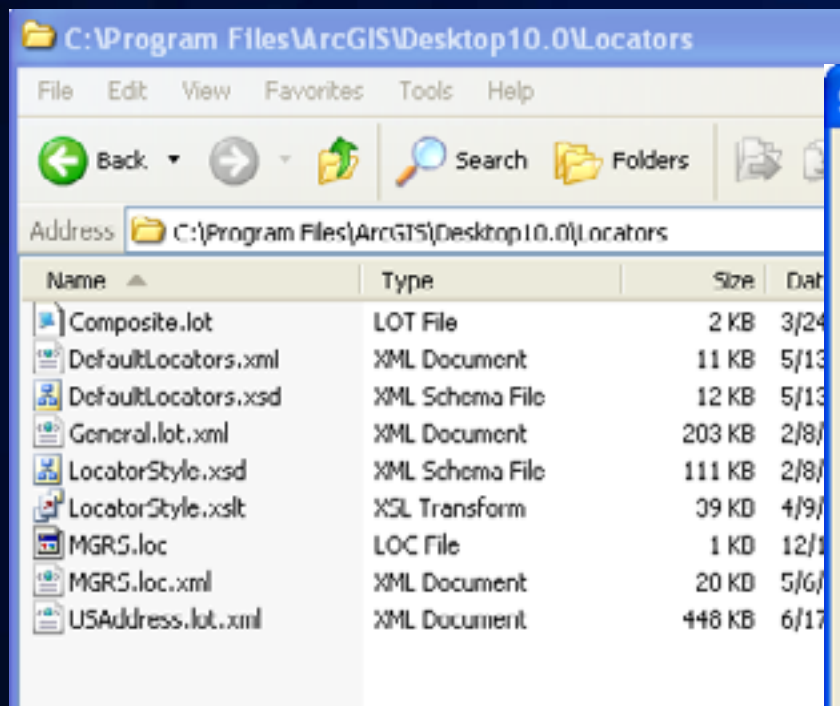 C:\Program Files\ArcGIS\Desktop10.0\Locators
File Edit View Favorites Tools Help
Back Search Folders
Address C:\Program Files\ArcGIS\Desktop10.0\Locators
Name Type Size Dat
Composite.lot LOT File 2 KB 3/24
DefaultLocators.xml XML Document 11 KB 5/13
DefaultLocators.xsd XML Schema File 12 KB 5/13
General.lot.xml XML Document 203 KB 2/8/
LocatorStyle.xsd XML Schema File 111 KB 2/8/
LocatorStyle.xslt XSL Transform 39 KB 4/9/
MGRS.loc LOC File 1 KB 12/1
MGRS.loc.xml XML Document 20 KB 5/6/
USAddress.lot.xml XML Document 448 KB 6/17